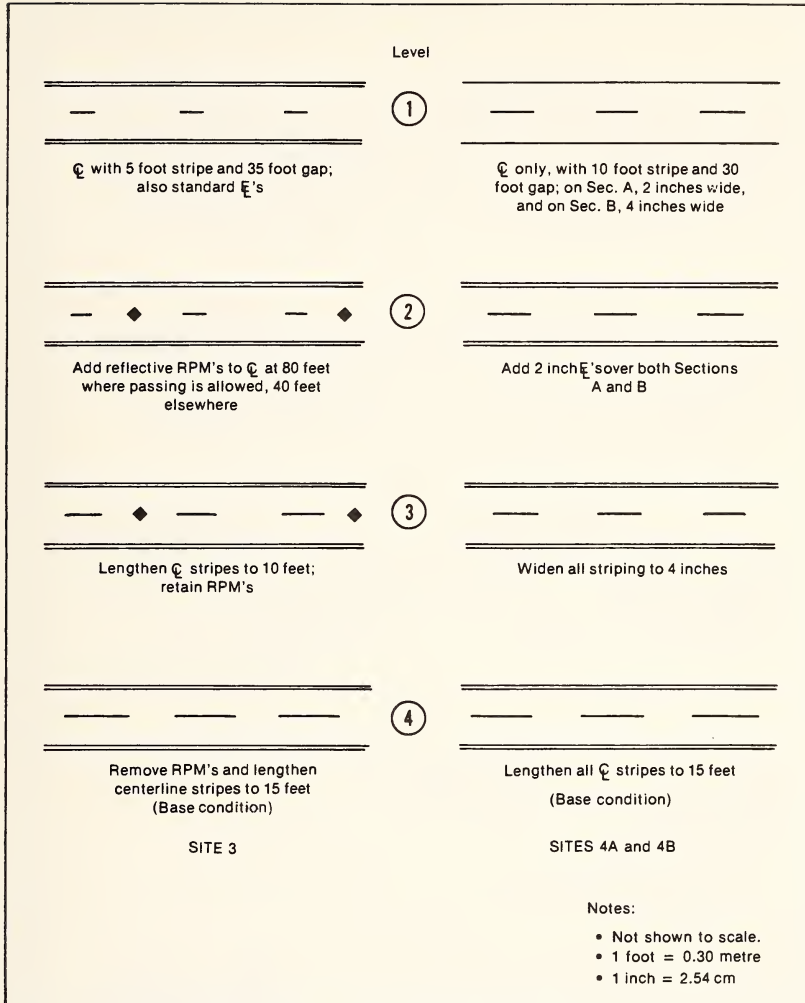 Level
①
℄ with 5 foot stripe and 35 foot gap;
also standard E's
℄ only, with 10 foot stripe and 30
foot gap; on Sec. A, 2 inches wide,
and on Sec. B, 4 inches wide
②
Add reflective RPM's to ℄ at 80 feet
where passing is allowed, 40 feet
elsewhere
Add 2 inch E's over both Sections
A and B
③
Lengthen ℄ stripes to 10 feet;
retain RPM's
Widen all striping to 4 inches
④
Remove RPM's and lengthen
centerline stripes to 15 feet
(Base condition)
SITE 3
Lengthen all ℄ stripes to 15 feet
(Base condition)
SITES 4A and 4B
Notes:
• Not shown to scale.
• 1 foot = 0.30 metre
• 1 inch = 2.54 cm